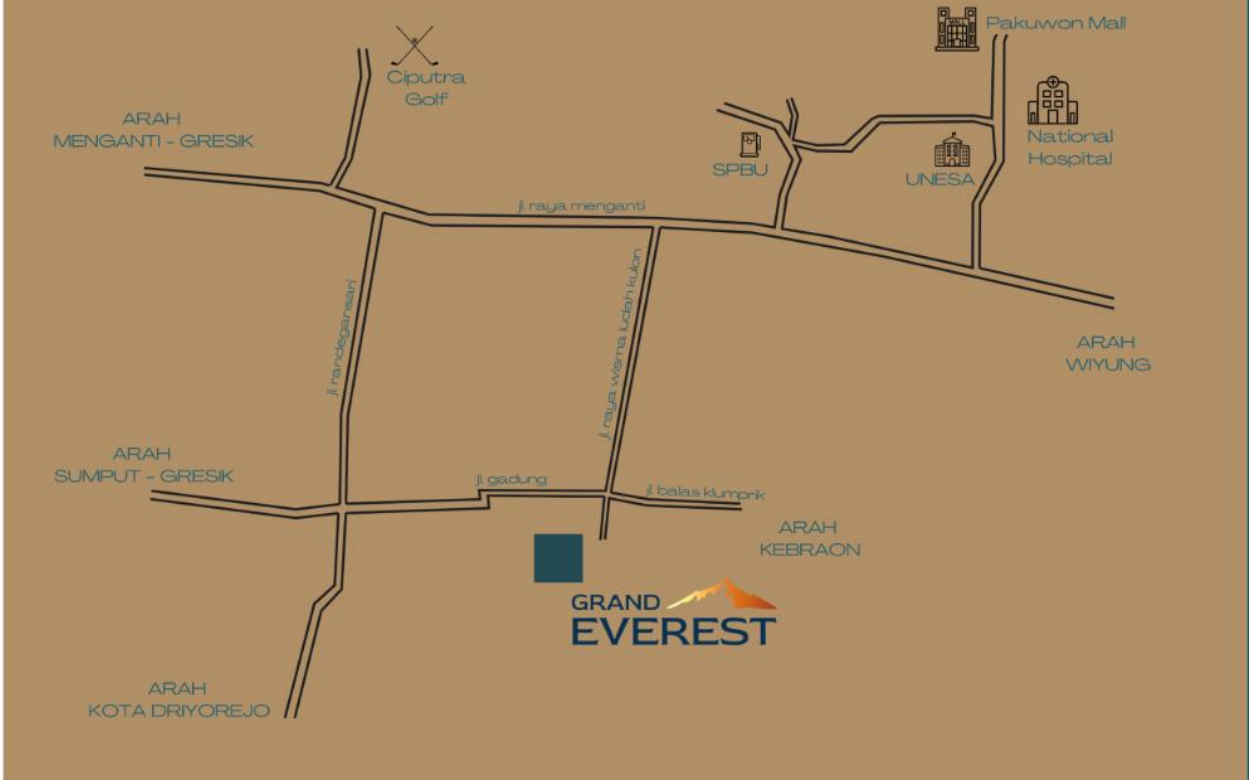 Pakuwon Mall
MALL
Ciputra
Golf
ARAH
MENGANTI - GRESIK
National
Hospital
SPBU
UNESA
jl. raya menganti
jl. randegansari
jl. raya wisma lidah kulon
ARAH
WIYUNG
ARAH
SUMPUT - GRESIK
jl. gadung
jl. balas klumprik
ARAH
KEBRAON
GRAND
EVEREST
ARAH
KOTA DRIYOREJO